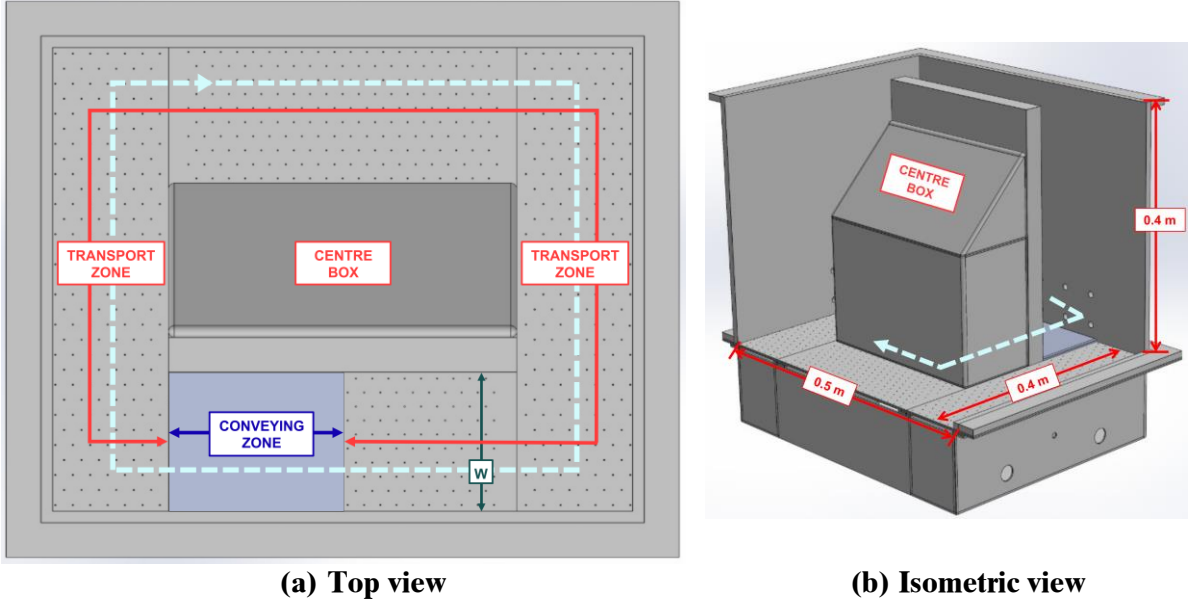 TRANSPORT
ZONE
CENTRE
BOX
TRANSPORT
ZONE
CONVEYING
ZONE
W
CENTRE
BOX
0.4 m
0.5 m
0.4 m
(a) Top view
(b) Isometric view